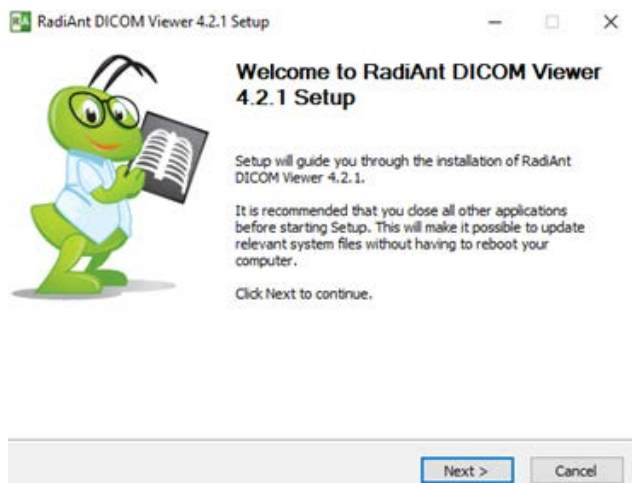 RadiAnt DICOM Viewer 4.2.1 Setup
Welcome to RadiAnt DICOM Viewer
4.2.1 Setup
Setup will guide you through the installation of RadiAnt
DICOM Viewer 4.2.1.
It is recommended that you close all other applications
before starting Setup. This will make it possible to update
relevant system files without having to reboot your
computer.
Click Next to continue.
Next >
Cancel